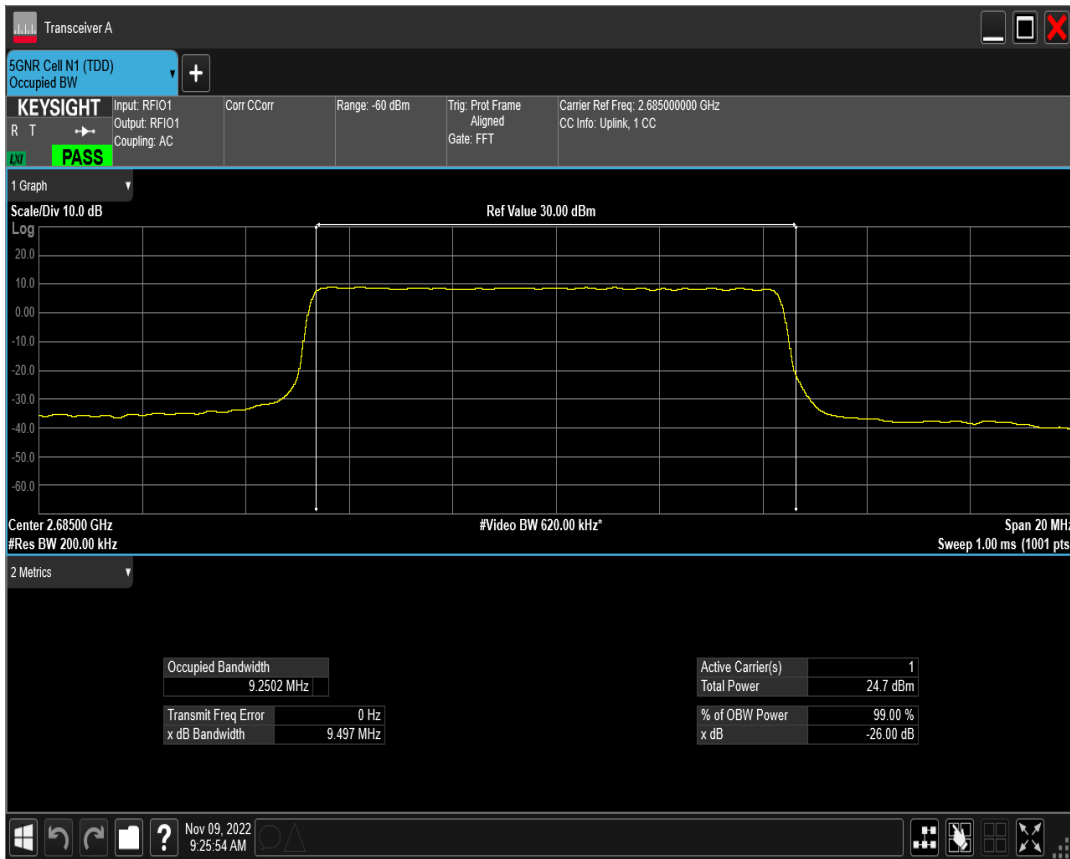 Transceiver A
5GNR Cell N1 (TDD)
Occupied BW
+
KEYSIGHT
R T
LXI
PASS
Input: RFIO1
Output: RFIO1
Coupling: AC
Corr CCorr
Range: -60 dBm
Trig: Prot Frame
Aligned
Gate: FFT
Carrier Ref Freq: 2.685000000 GHz
CC Info: Uplink, 1 CC
1 Graph
Scale/Div 10.0 dB
Ref Value 30.00 dBm
Log
20.0
10.0
0.00
-10.0
-20.0
-30.0
-40.0
-50.0
-60.0
Center 2.68500 GHz
#Video BW 620.00 kHz*
Span 20 MHz
#Res BW 200.00 kHz
Sweep 1.00 ms (1001 pts
2 Metrics
Occupied Bandwidth
9.2502 MHz
Transmit Freq Error 0 Hz
x dB Bandwidth 9.497 MHz
Active Carrier(s) 1
Total Power 24.7 dBm
% of OBW Power 99.00 %
x dB -26.00 dB
?
Nov 09, 2022
9:25:54 AM